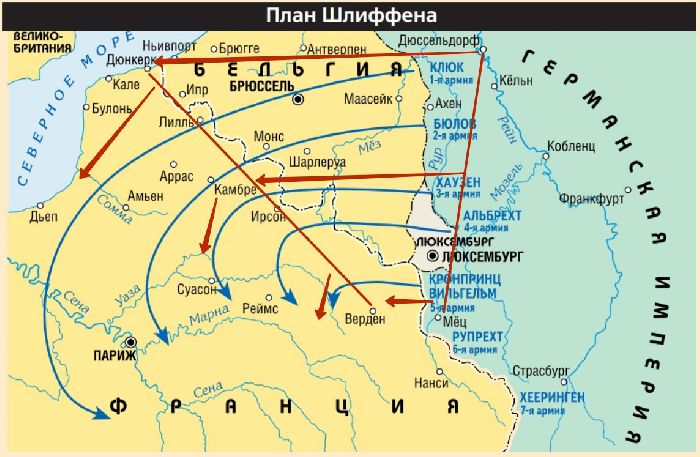 План Шлиффена
ВЕЛИКО-
БРИТАНИЯ
СЕВЕРНОЕ МОРЕ
Ньивпорт
Брюгге
Антверпен
Дюссельдорф
Дюнкерк
БЕЛЬГИЯ
КЛЮК
1-я армия
Кёльн
ГЕРМАНСКАЯ ИМПЕРИЯ
Кале
Ипр
БРЮССЕЛЬ
Маасейк
Ахен
Булонь
Лилль
БЮЛОВ
2-я армия
Рейн
Монс
Мёз
Шарлеруа
Рур
Кобленц
Мозель
Аррас
Камбре
ХАУЗЕН
3-я армия
Франкфурт
Дьеп
Сомма
Амьен
Ирсон
АЛЬБРЕХТ
4-я армия
ЛЮКСЕМБУРГ
ЛЮКСЕМБУРГ
Сена
Уаза
Суасон
КРОНПРИНЦ
ВИЛЬГЕЛЬМ
5-я армия
Марна
Реймс
Верден
Мёц
ПАРИЖ
РУПРЕХТ
6-я армия
Нанси
Страсбург
Сена
ХЕЕРИНГЕН
7-я армия
ФРАНЦИЯ